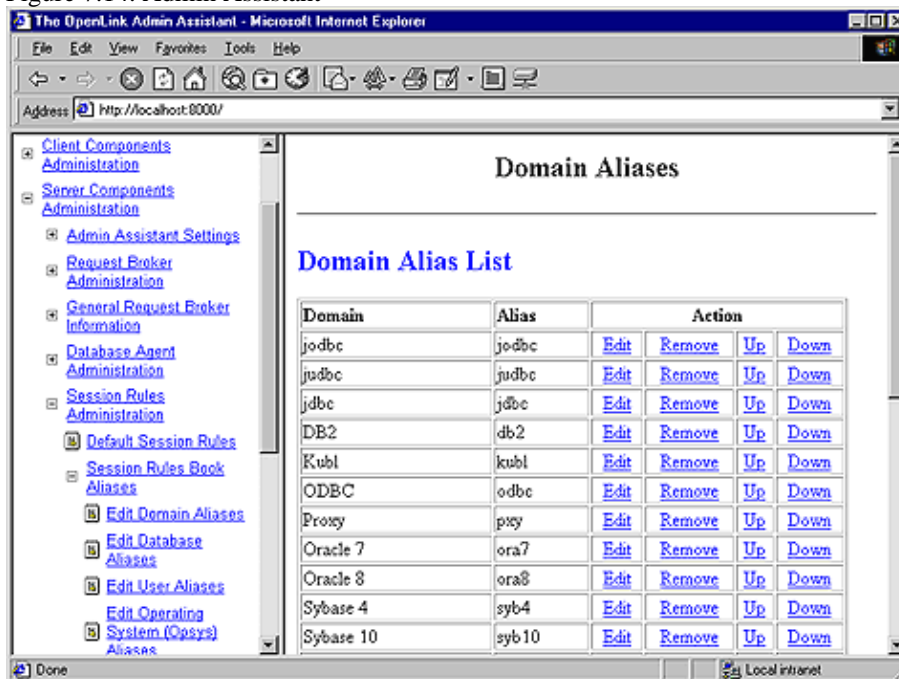 Figure 7.14. Admin Assistant
The OpenLink Admin Assistant - Microsoft Internet Explorer
File Edit View Favorites Tools Help
Address http://localhost:8000/
Client Components
Administration
Server Components
Administration
Admin Assistant Settings
Request Broker
Administration
General Request Broker
Information
Database Agent
Administration
Session Rules
Administration
Default Session Rules
Session Rules Book
Aliases
Edit Domain Aliases
Edit Database
Aliases
Edit User Aliases
Edit Operating
System (Opsys)
Aliases
Domain Aliases
Domain Alias List
Domain Alias Action
jodbc jodbc Edit Remove Up Down
judbc judbc Edit Remove Up Down
jdbc jdbc Edit Remove Up Down
DB2 db2 Edit Remove Up Down
Kubl kubl Edit Remove Up Down
ODBC odbc Edit Remove Up Down
Proxy pxy Edit Remove Up Down
Oracle 7 ora7 Edit Remove Up Down
Oracle 8 ora8 Edit Remove Up Down
Sybase 4 syb4 Edit Remove Up Down
Sybase 10 syb10 Edit Remove Up Down
Done Local intranet